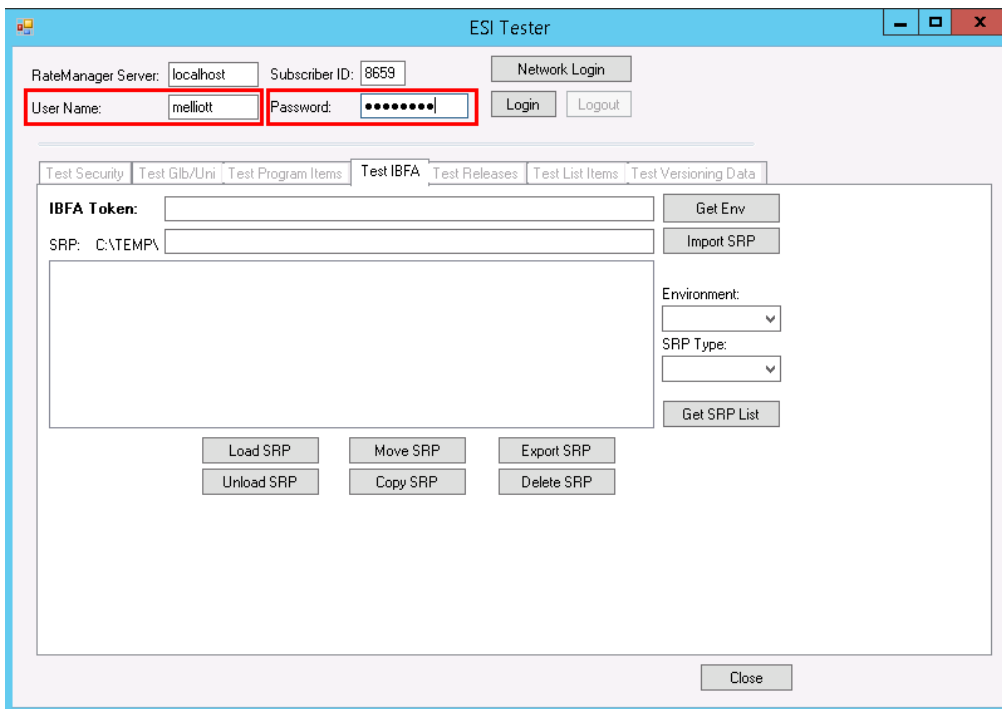 ESI Tester
RateManager Server: localhost Subscriber ID: 8659 Network Login
User Name: melliott Password: ●●●●●●●● Login Logout
Test Security Test Glb/Uni Test Program Items Test IBFA Test Releases Test List Items Test Versioning Data
IBFA Token: Get Env
SRP: C:\TEMP\ Import SRP
Environment:
SRP Type:
Get SRP List
Load SRP Move SRP Export SRP
Unload SRP Copy SRP Delete SRP
Close